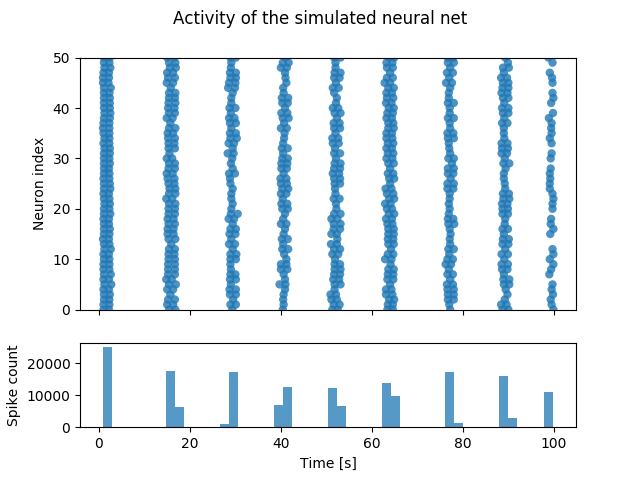 Activity of the simulated neural net
50
40
30
20
10
0
Neuron index
20000
10000
0
Spike count
0 20 40 60 80 100
Time [s]